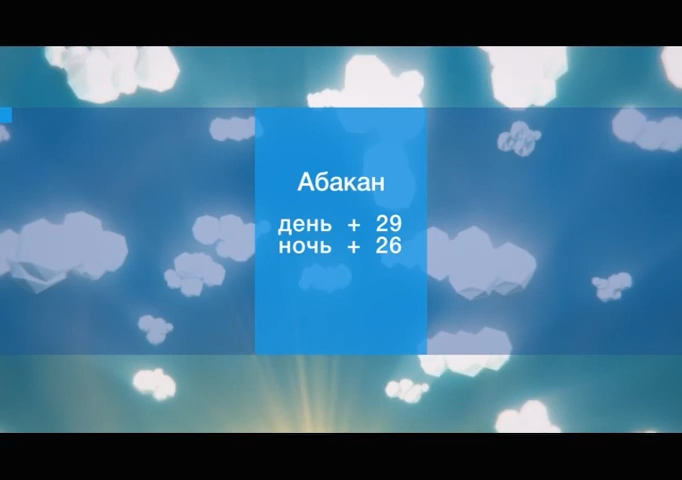 Абакан
день + 29
ночь + 26